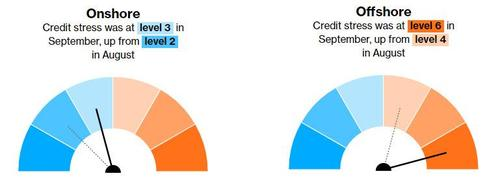 Onshore
Credit stress was at level 3 in
September, up from level 2
in August
Offshore
Credit stress was at level 6 in
September, up from level 4
in August